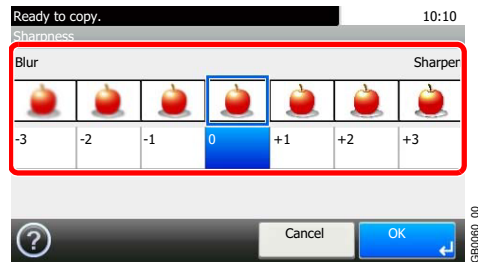 Ready to copy. 10:10
Sharpness
Blur Sharper
-3 -2 -1 0 +1 +2 +3
? Cancel OK
GB0060_00